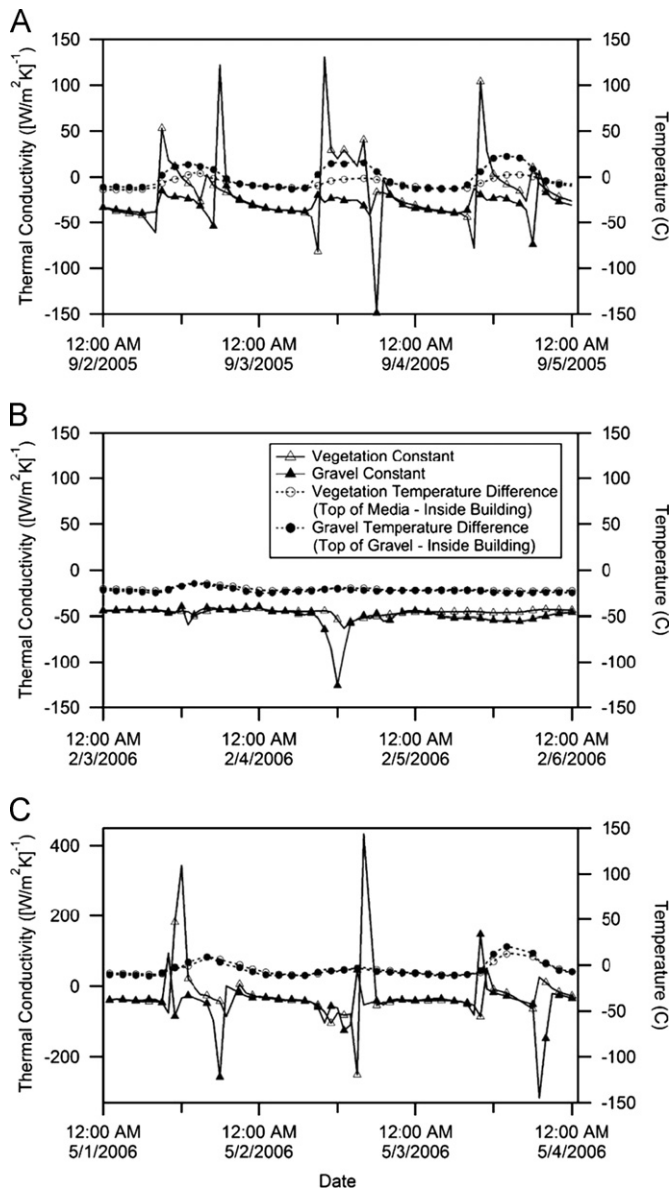 A
150
100
50
0
-50
-100
-150
Thermal Conductivity ([W/m²K]⁻¹)
150
100
50
0
-50
-100
-150
Temperature (C)
12:00 AM 12:00 AM 12:00 AM 12:00 AM
9/2/2005 9/3/2005 9/4/2005 9/5/2005
B
150
100
50
0
-50
-100
-150
Thermal Conductivity ([W/m²K]⁻¹)
Vegetation Constant
Gravel Constant
Vegetation Temperature Difference
(Top of Media - Inside Building)
Gravel Temperature Difference
(Top of Gravel - Inside Building)
150
100
50
0
-50
-100
-150
Temperature (C)
12:00 AM 12:00 AM 12:00 AM 12:00 AM
2/3/2006 2/4/2006 2/5/2006 2/6/2006
C
400
200
0
-200
Thermal Conductivity ([W/m²K]⁻¹)
150
100
50
0
-50
-100
-150
Temperature (C)
12:00 AM 12:00 AM 12:00 AM 12:00 AM
5/1/2006 5/2/2006 5/3/2006 5/4/2006
Date